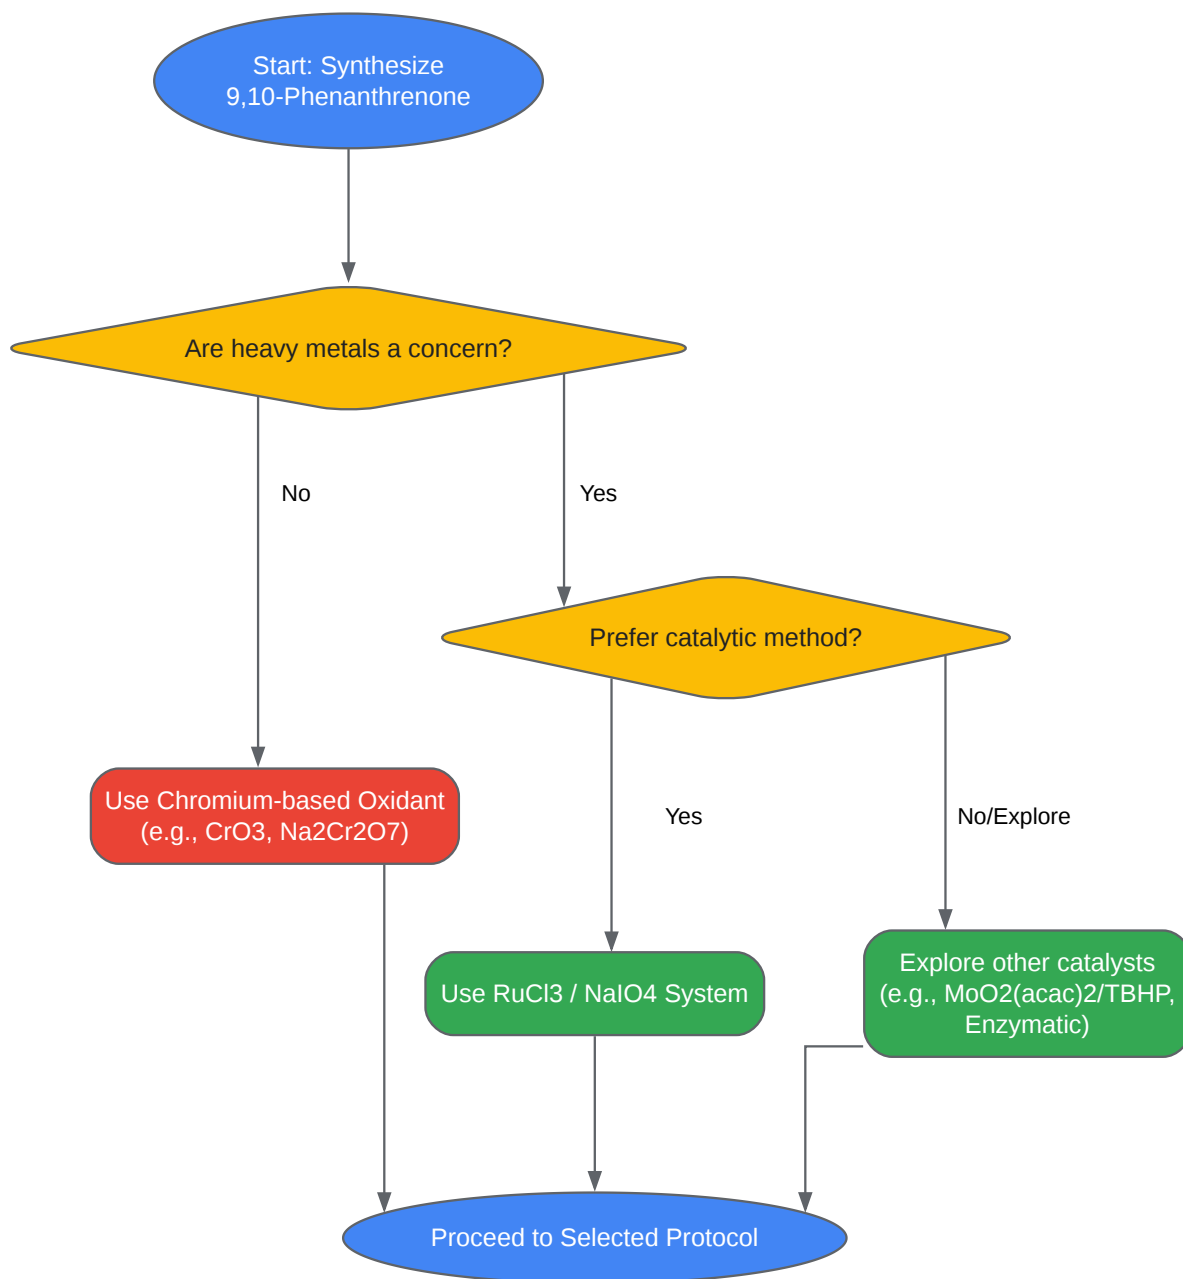 Start: Synthesize
9,10-Phenanthrenone
Are heavy metals a concern?
No
Yes
Prefer catalytic method?
Use Chromium-based Oxidant
(e.g., CrO3, Na2Cr2O7)
Yes
No/Explore
Use RuCl3 / NaIO4 System
Explore other catalysts
(e.g., MoO2(acac)2/TBHP,
Enzymatic)
Proceed to Selected Protocol